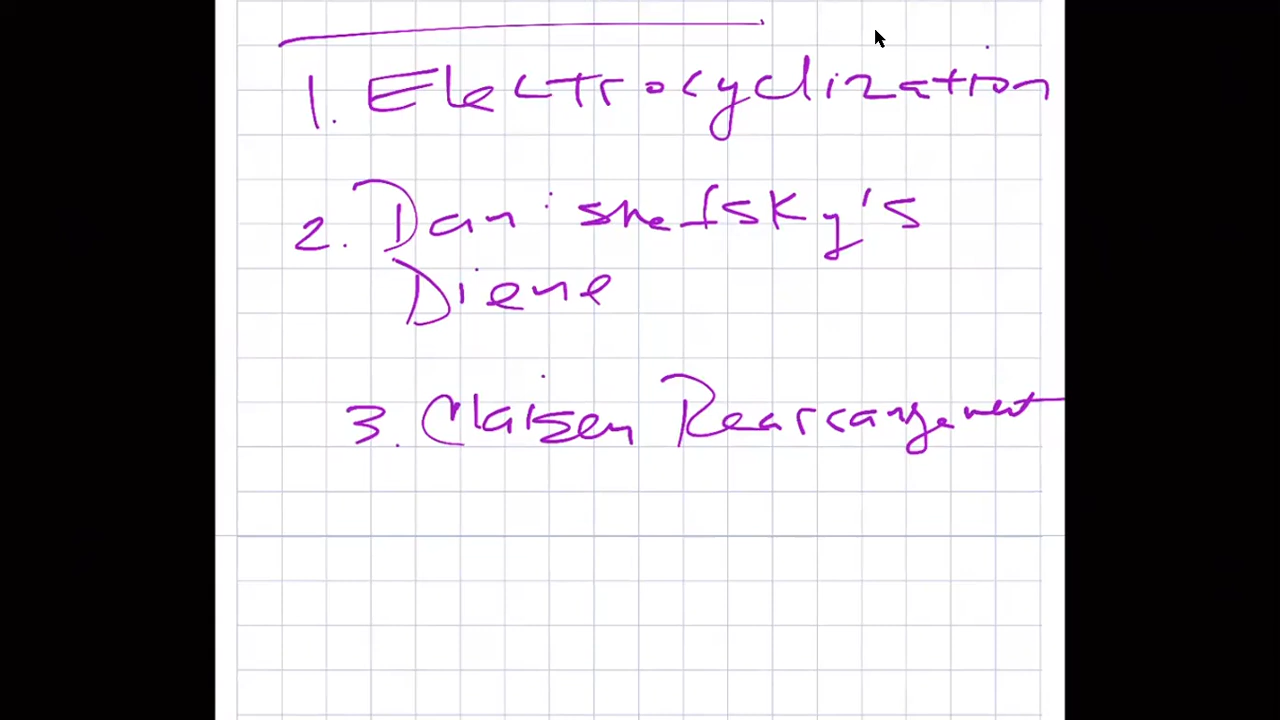 1. Electrocyclization
2. Danishefsky's
Diene
3. Claisen Rearrangement